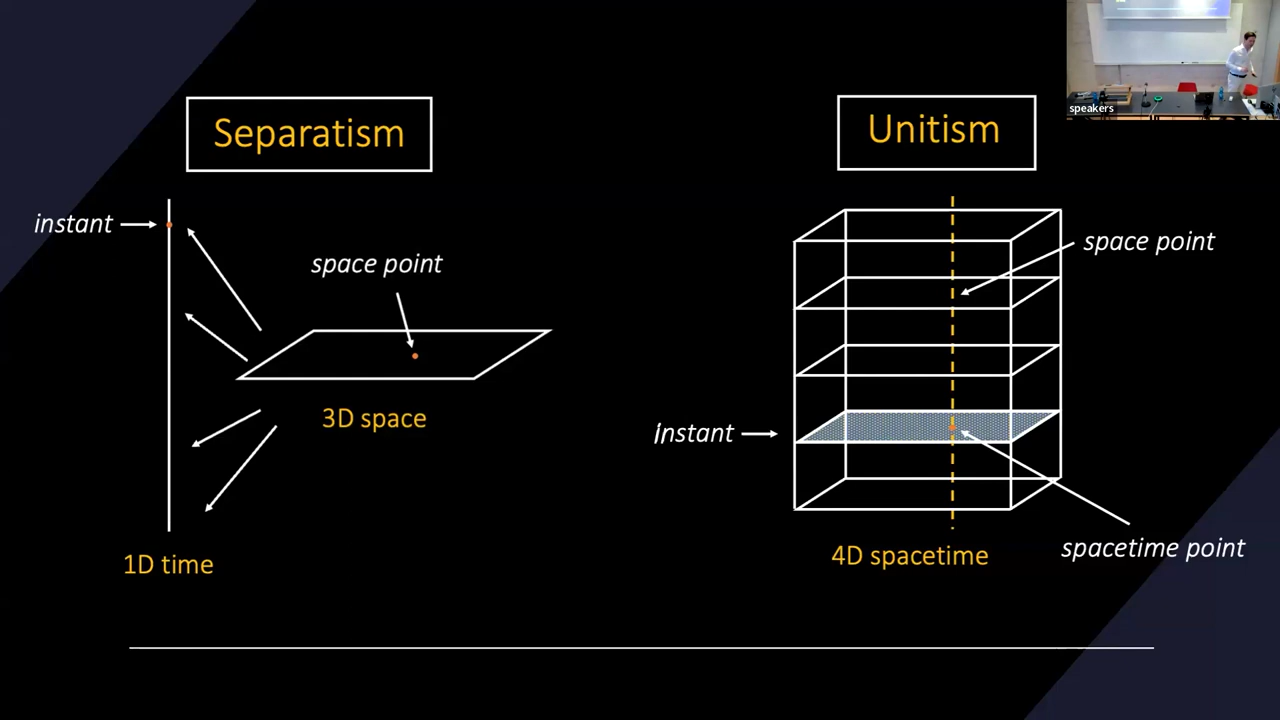 speakers
Separatism
Unitism
instant
space point
space point
3D space
instant
1D time
4D spacetime
spacetime point